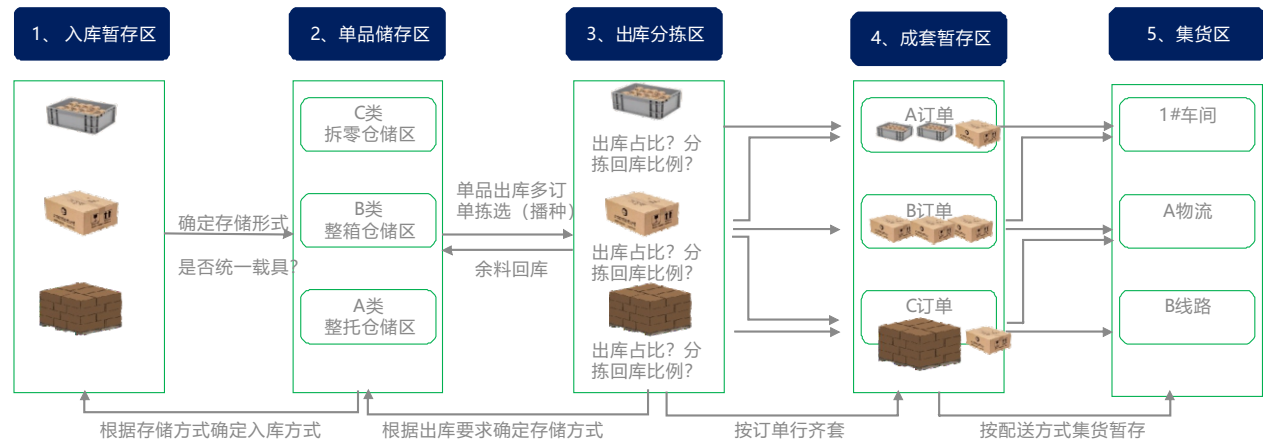 1、 入库暂存区
2、单品储存区
3、出库分拣区
4、成套暂存区
5、集货区
C类
拆零仓储区
B类
整箱仓储区
A类
整托仓储区
确定存储形式
是否统一载具?
单品出库多订
单拣选（播种）
余料回库
出库占比？分
拣回库比例？
出库占比？分
拣回库比例？
出库占比？分
拣回库比例？
A订单
B订单
C订单
1#车间
A物流
B线路
根据存储方式确定入库方式
根据出库要求确定存储方式
按订单行齐套
按配送方式集货暂存